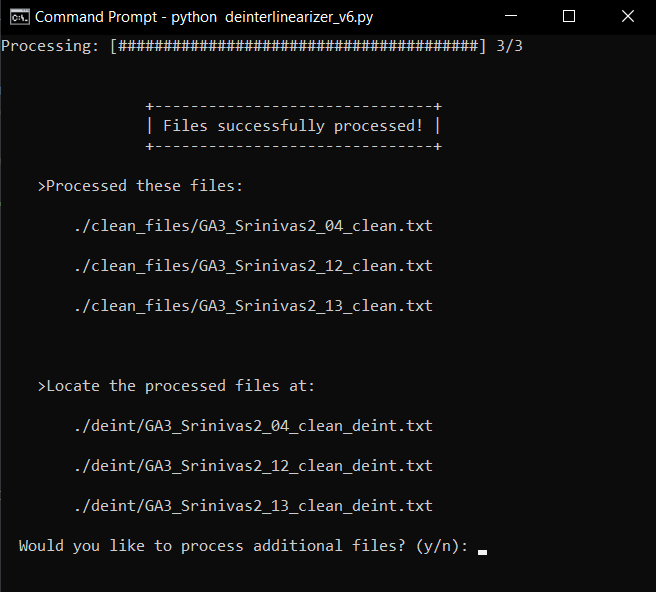 Command Prompt - python  deinterlinearizer_v6.py
Processing: [########################################] 3/3
+-------------------------------+
| Files successfully processed! |
+-------------------------------+
>Processed these files:
./clean_files/GA3_Srinivas2_04_clean.txt
./clean_files/GA3_Srinivas2_12_clean.txt
./clean_files/GA3_Srinivas2_13_clean.txt
>Locate the processed files at:
./deint/GA3_Srinivas2_04_clean_deint.txt
./deint/GA3_Srinivas2_12_clean_deint.txt
./deint/GA3_Srinivas2_13_clean_deint.txt
Would you like to process additional files? (y/n):